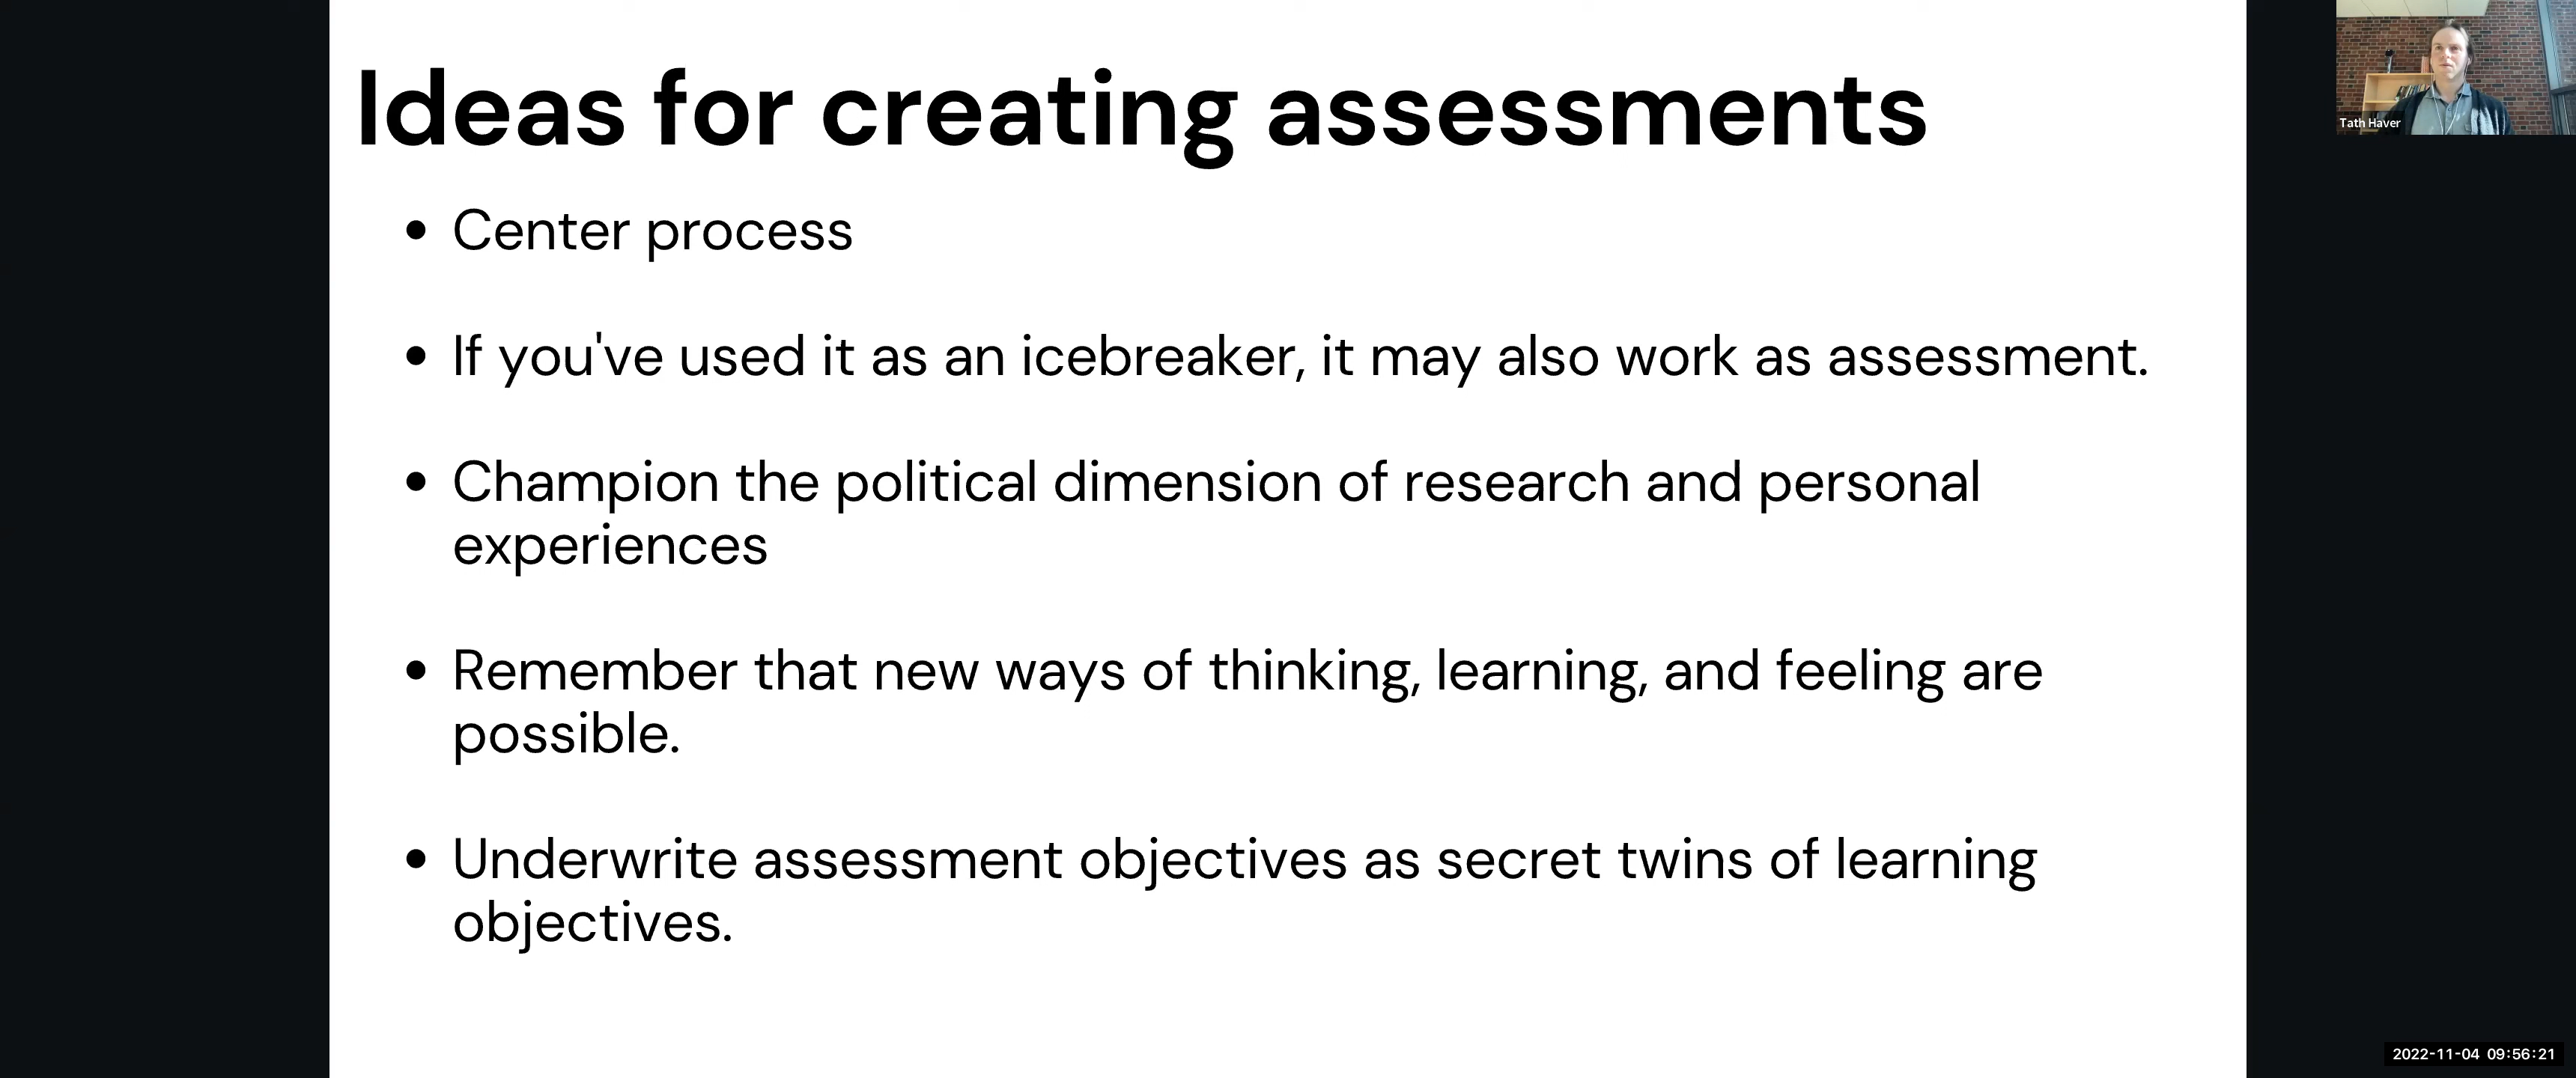 Ideas for creating assessments
• Center process
• If you've used it as an icebreaker, it may also work as assessment.
• Champion the political dimension of research and personal
experiences
• Remember that new ways of thinking, learning, and feeling are
possible.
• Underwrite assessment objectives as secret twins of learning
objectives.
Tath Haver
2022-11-04 09:56:21